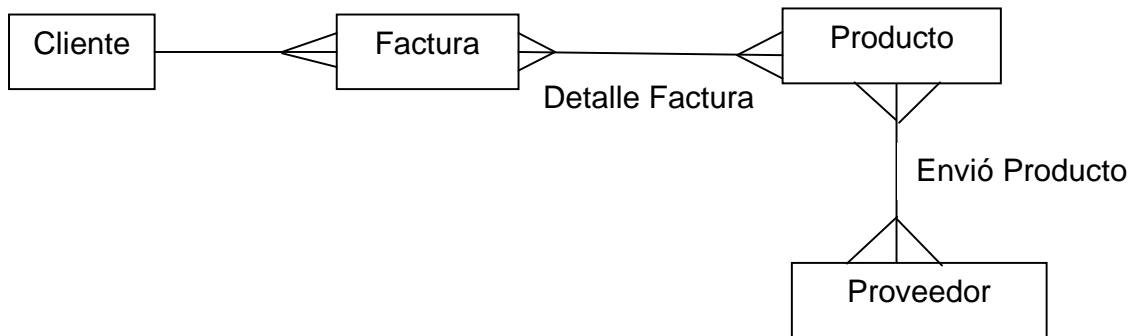 Cliente
Factura
Producto
Detalle Factura
Envió Producto
Proveedor